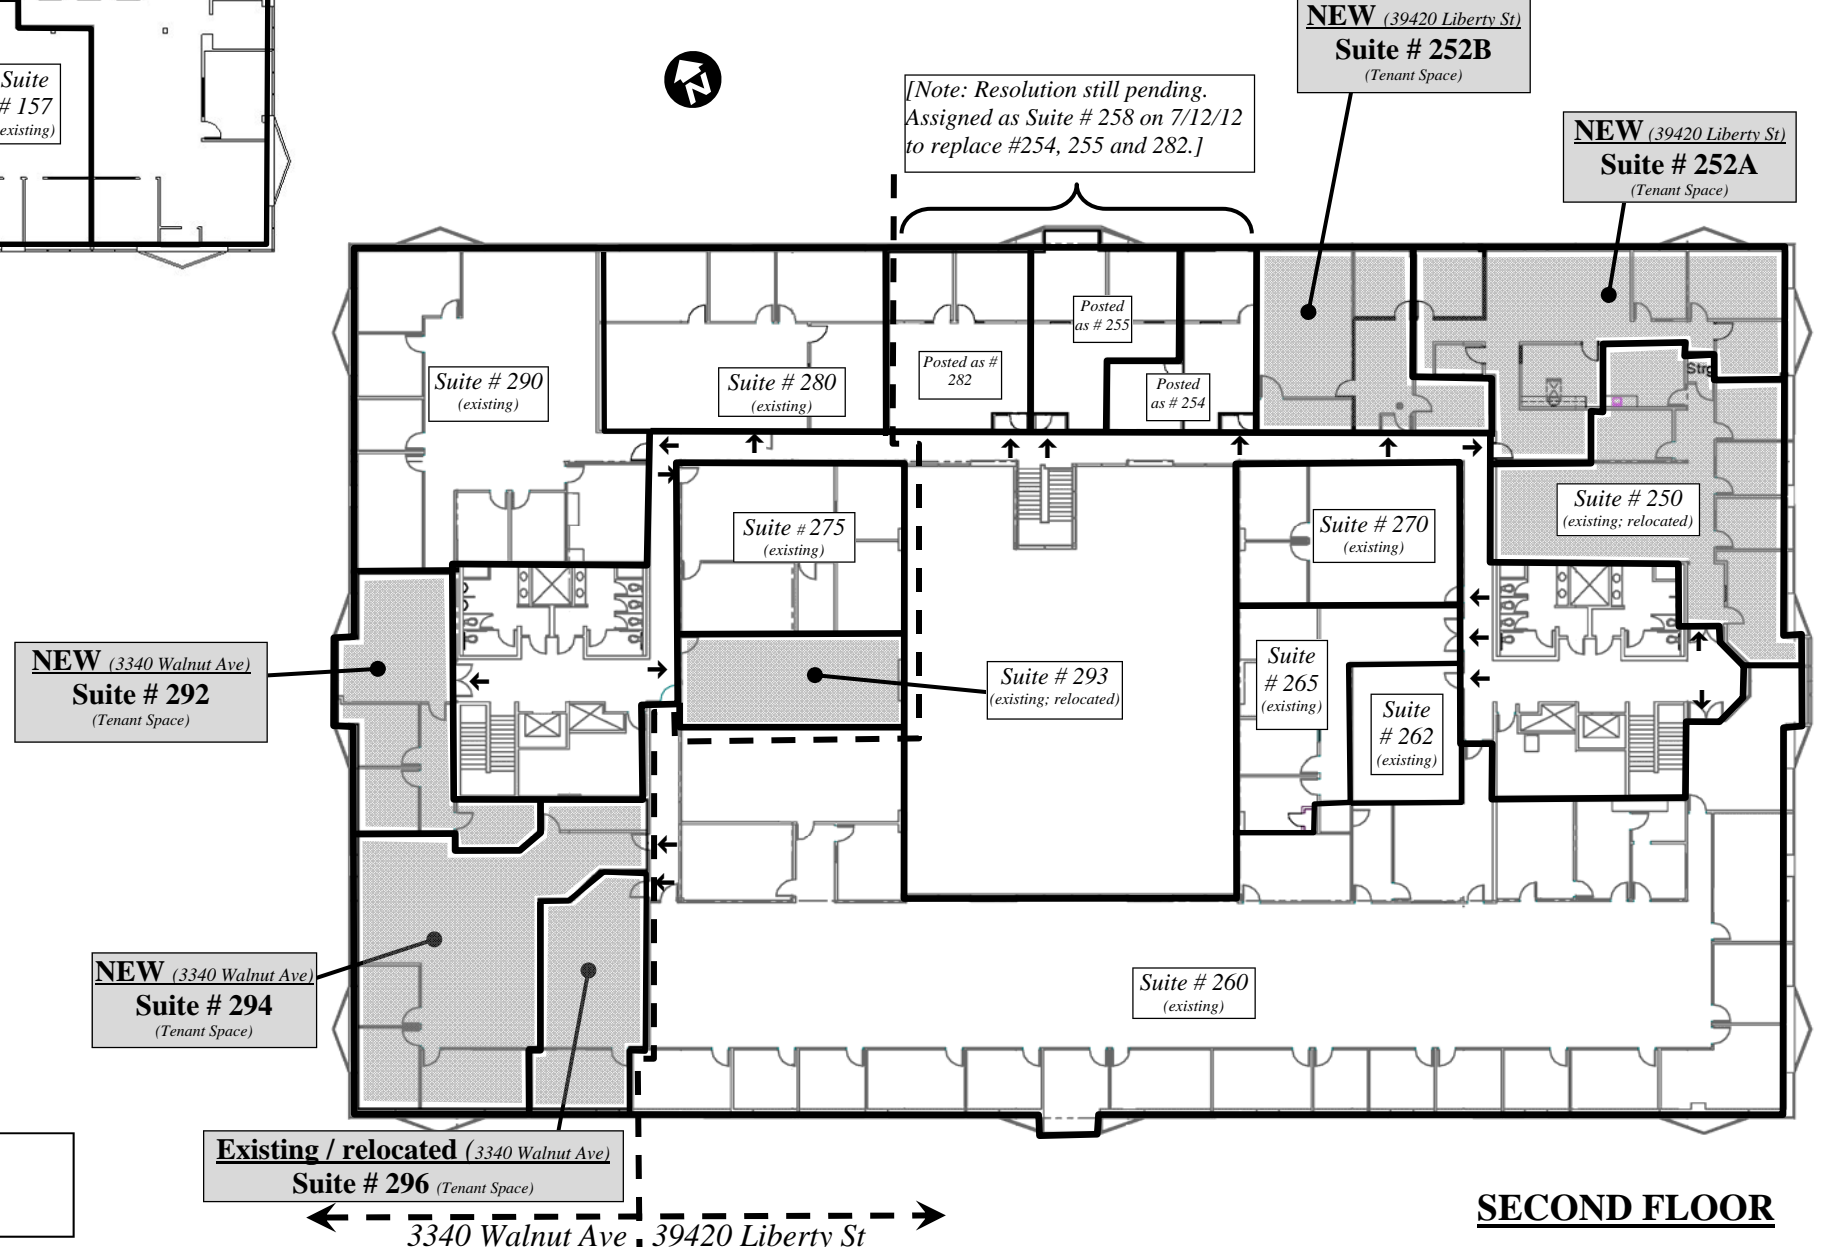 Suite
# 157
existing)
N
[Note: Resolution still pending.
Assigned as Suite # 258 on 7/12/12
to replace #254, 255 and 282.]
NEW (39420 Liberty St)
Suite # 252B
(Tenant Space)
NEW (39420 Liberty St)
Suite # 252A
(Tenant Space)
Suite # 290
(existing)
Suite # 280
(existing)
Posted as #
282
Posted
as # 255
Posted
as # 254
Strg
Suite # 275
(existing)
Suite # 270
(existing)
Suite # 250
(existing; relocated)
NEW (3340 Walnut Ave)
Suite # 292
(Tenant Space)
Suite # 293
(existing; relocated)
Suite
# 265
(existing)
Suite
# 262
(existing)
NEW (3340 Walnut Ave)
Suite # 294
(Tenant Space)
Suite # 260
(existing)
Existing / relocated (3340 Walnut Ave)
Suite # 296 (Tenant Space)
3340 Walnut Ave
39420 Liberty St
SECOND FLOOR